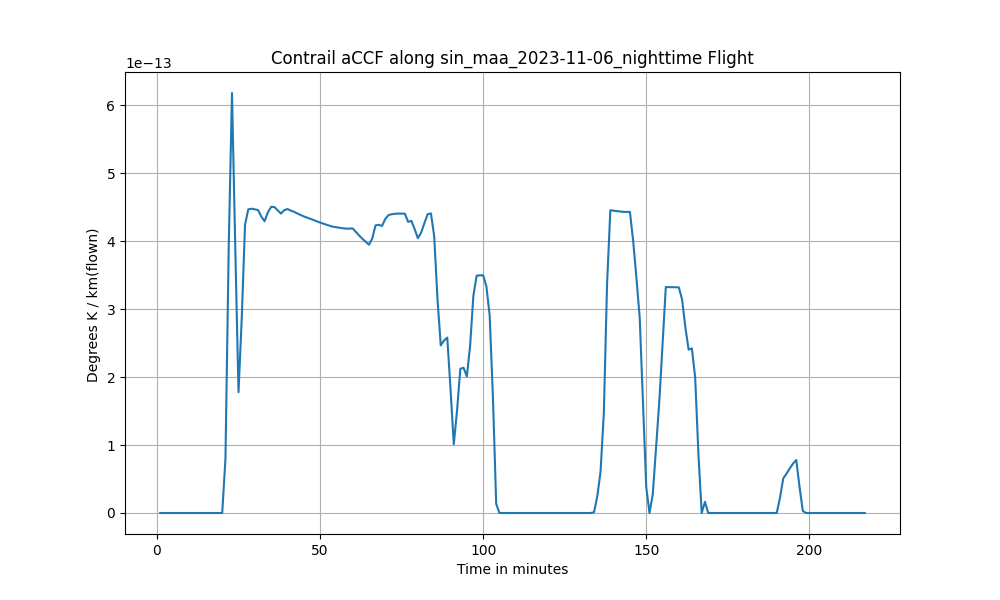 Contrail aCCF along sin_maa_2023-11-06_nighttime Flight
1e−13
6
5
4
3
2
1
0
Degrees K / km(flown)
0 50 100 150 200
Time in minutes